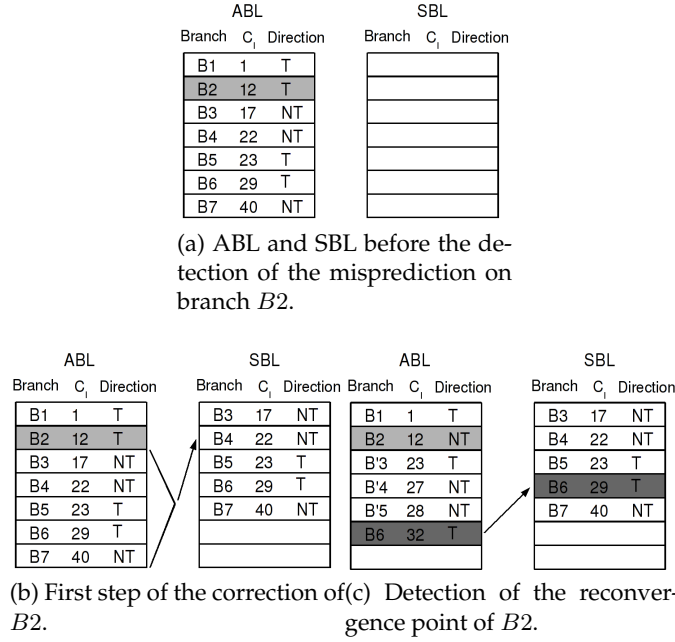 ABL SBL
Branch C_I Direction Branch C_I Direction
B1 1 T
B2 12 T
B3 17 NT
B4 22 NT
B5 23 T
B6 29 T
B7 40 NT
(a) ABL and SBL before the de-
tection of the misprediction on
branch B2.
ABL SBL
Branch C_I Direction Branch C_I Direction
B1 1 T B3 17 NT
B2 12 T B4 22 NT
B3 17 NT B5 23 T
B4 22 NT B6 29 T
B5 23 T B7 40 NT
B6 29 T
B7 40 NT
(b) First step of the correction of
B2.
ABL SBL
Branch C_I Direction Branch C_I Direction
B1 1 T B3 17 NT
B2 12 NT B4 22 NT
B'3 23 T B5 23 T
B'4 27 NT B6 29 T
B'5 28 NT B7 40 NT
B6 32 T
(c) Detection of the reconver-
gence point of B2.